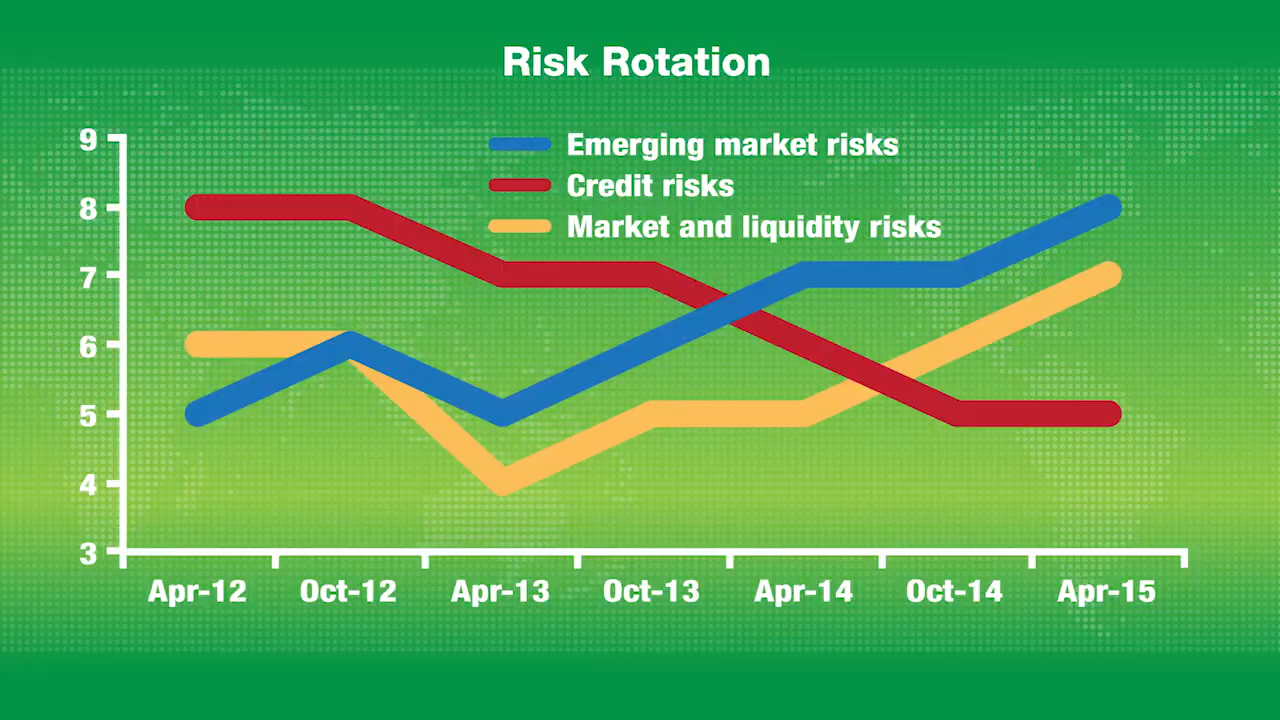 Risk Rotation
Emerging market risks
Credit risks
Market and liquidity risks
9
8
7
6
5
4
3
Apr-12 Oct-12 Apr-13 Oct-13 Apr-14 Oct-14 Apr-15